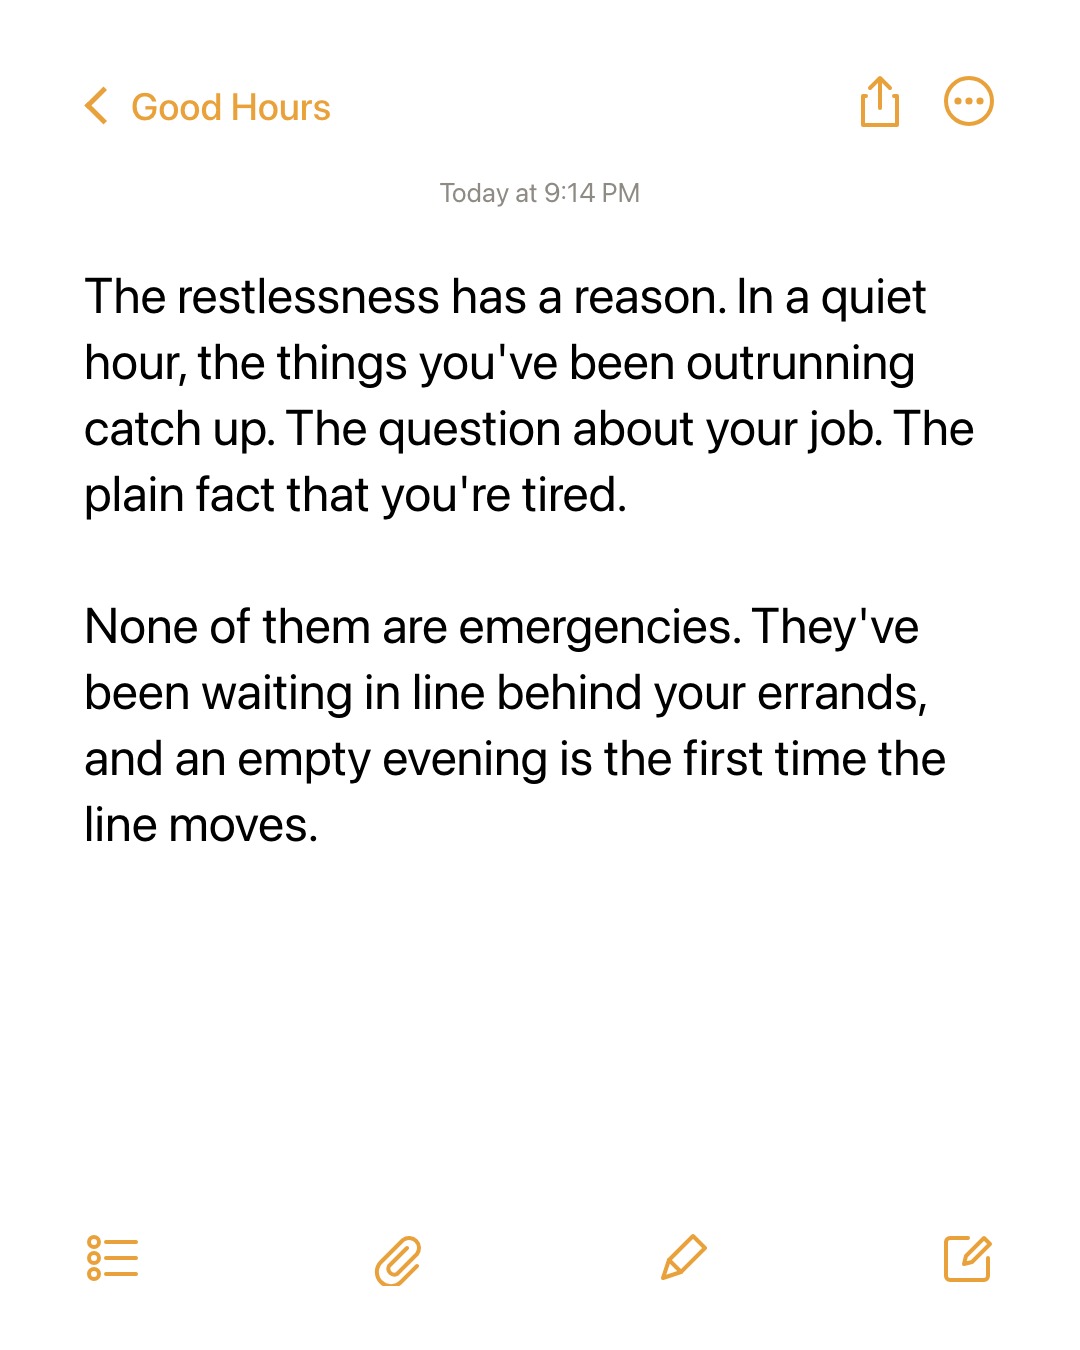 Good Hours
Today at 9:14 PM
The restlessness has a reason. In a quiet
hour, the things you've been outrunning
catch up. The question about your job. The
plain fact that you're tired.
None of them are emergencies. They've
been waiting in line behind your errands,
and an empty evening is the first time the
line moves.